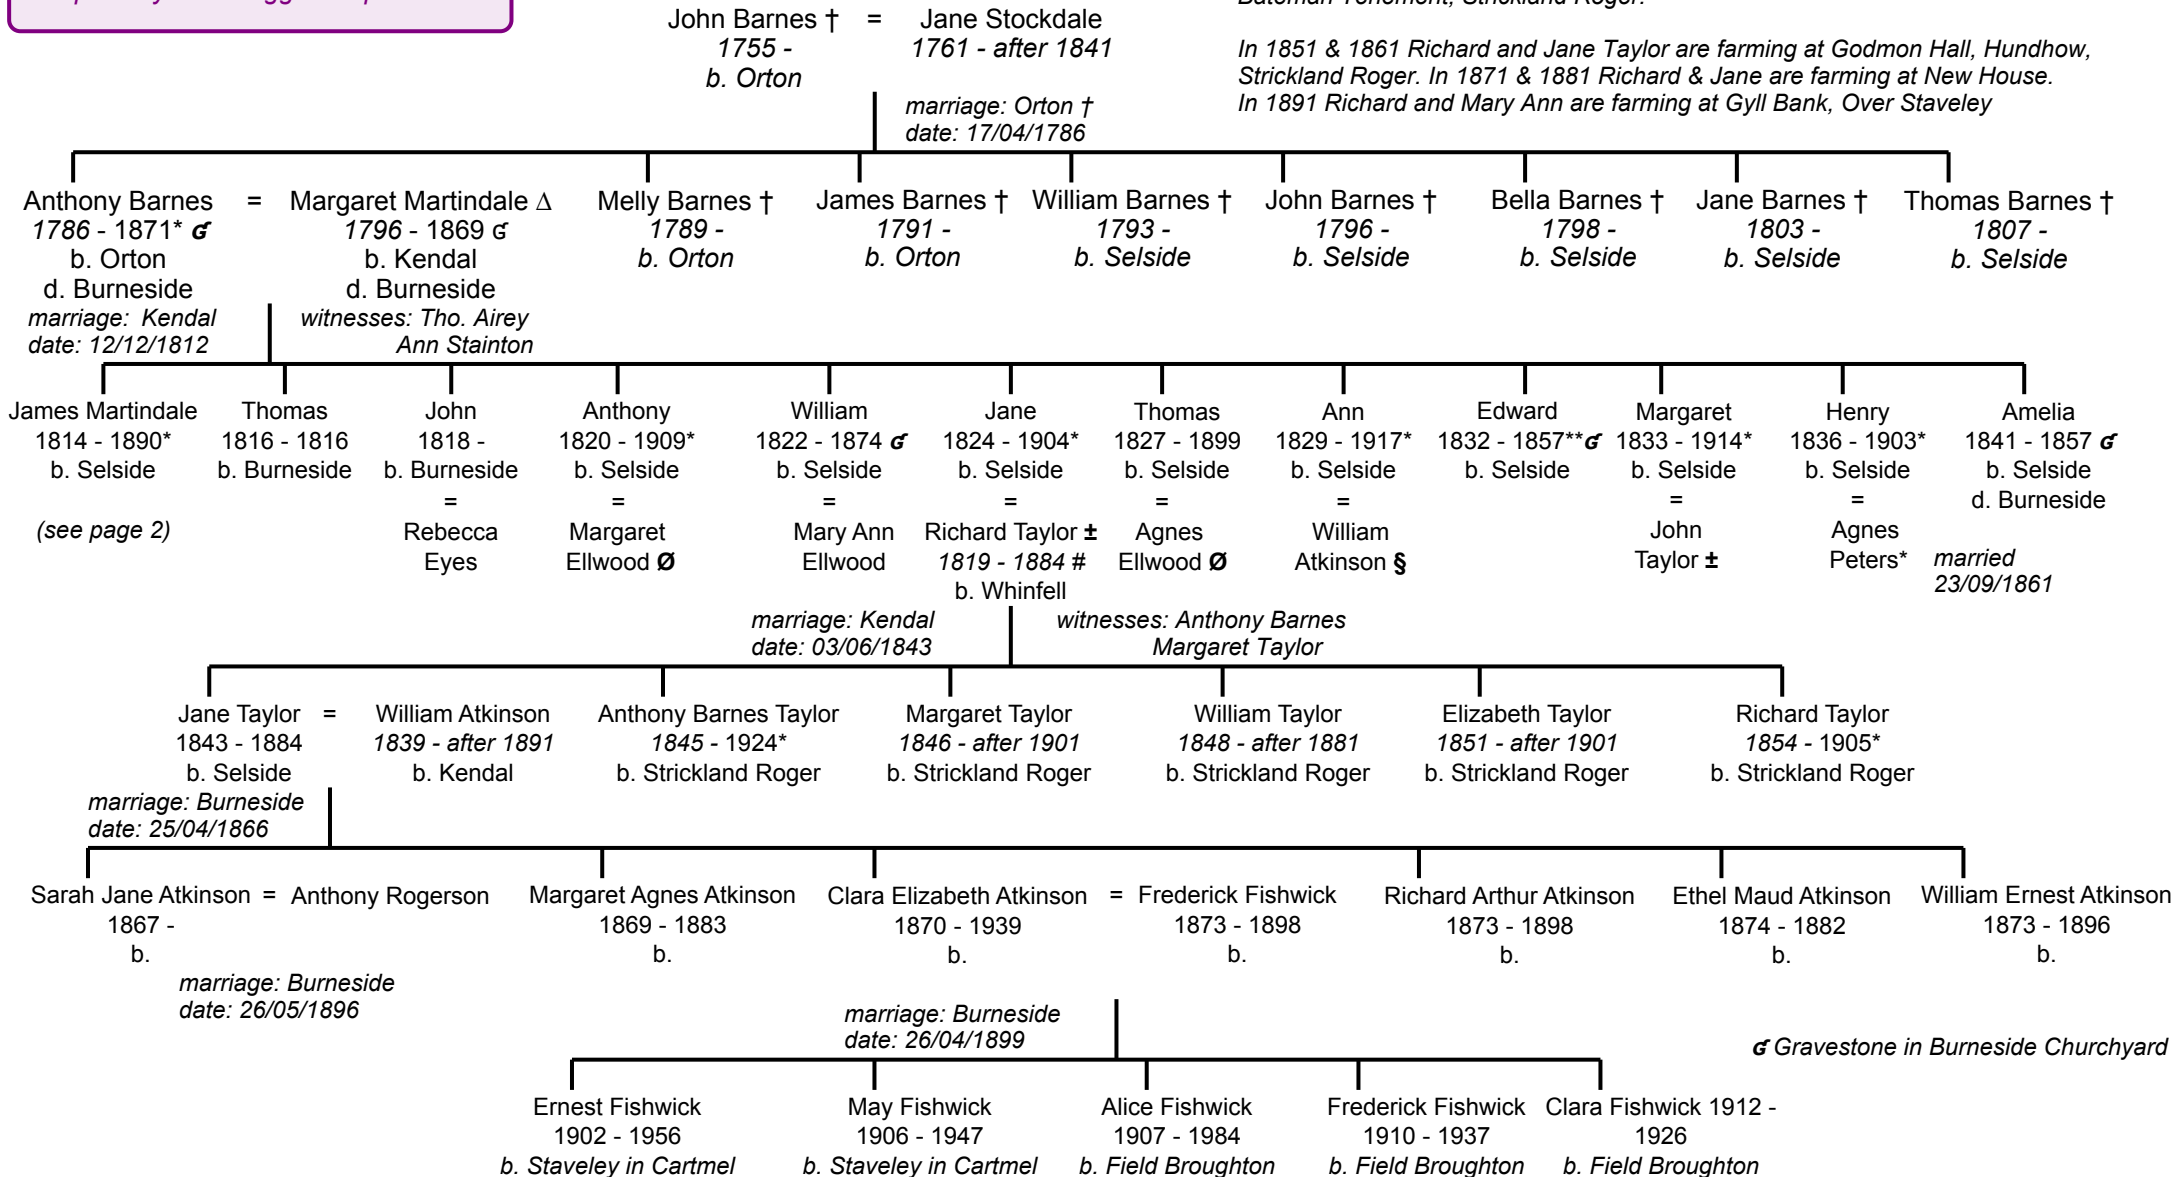 John Barnes † = Jane Stockdale
1755 - 1761 - after 1841
b. Orton
In 1851 & 1861 Richard and Jane Taylor are farming at Godmon Hall, Hundhow,
Strickland Roger. In 1871 & 1881 Richard & Jane are farming at New House.
In 1891 Richard and Mary Ann are farming at Gyll Bank, Over Staveley
marriage: Orton †
date: 17/04/1786
Anthony Barnes = Margaret Martindale Δ Melly Barnes † James Barnes † William Barnes † John Barnes † Bella Barnes † Jane Barnes † Thomas Barnes †
1786 - 1871* ɠ 1796 - 1869 ɠ 1789 - 1791 - 1793 - 1796 - 1798 - 1803 - 1807 -
b. Orton b. Kendal b. Orton b. Orton b. Selside b. Selside b. Selside b. Selside b. Selside
d. Burneside d. Burneside
marriage: Kendal witnesses: Tho. Airey
date: 12/12/1812 Ann Stainton
James Martindale Thomas John Anthony William Jane Thomas Ann Edward Margaret Henry Amelia
1814 - 1890* 1816 - 1816 1818 - 1820 - 1909* 1822 - 1874 ɠ 1824 - 1904* 1827 - 1899 1829 - 1917* 1832 - 1857**ɠ 1833 - 1914* 1836 - 1903* 1841 - 1857 ɠ
b. Selside b. Burneside b. Burneside b. Selside b. Selside b. Selside b. Selside b. Selside b. Selside b. Selside b. Selside b. Selside
= = = = = = = = d. Burneside
(see page 2) Rebecca Margaret Mary Ann Richard Taylor ± Agnes William John Agnes
Eyes Ellwood Ø Ellwood 1819 - 1884 # Ellwood Ø Atkinson § Taylor ± Peters* married
b. Whinfell 23/09/1861
marriage: Kendal witnesses: Anthony Barnes
date: 03/06/1843 Margaret Taylor
Jane Taylor = William Atkinson Anthony Barnes Taylor Margaret Taylor William Taylor Elizabeth Taylor Richard Taylor
1843 - 1884 1839 - after 1891 1845 - 1924* 1846 - after 1901 1848 - after 1881 1851 - after 1901 1854 - 1905*
b. Selside b. Kendal b. Strickland Roger b. Strickland Roger b. Strickland Roger b. Strickland Roger b. Strickland Roger
marriage: Burneside
date: 25/04/1866
Sarah Jane Atkinson = Anthony Rogerson Margaret Agnes Atkinson Clara Elizabeth Atkinson = Frederick Fishwick Richard Arthur Atkinson Ethel Maud Atkinson William Ernest Atkinson
1867 - 1869 - 1883 1870 - 1939 1873 - 1898 1873 - 1898 1874 - 1882 1873 - 1896
b. b. b. b. b. b. b.
marriage: Burneside
date: 26/05/1896
marriage: Burneside
date: 26/04/1899
ɠ Gravestone in Burneside Churchyard
Ernest Fishwick May Fishwick Alice Fishwick Frederick Fishwick Clara Fishwick 1912 -
1902 - 1956 1906 - 1947 1907 - 1984 1910 - 1937 1926
b. Staveley in Cartmel b. Staveley in Cartmel b. Field Broughton b. Field Broughton b. Field Broughton